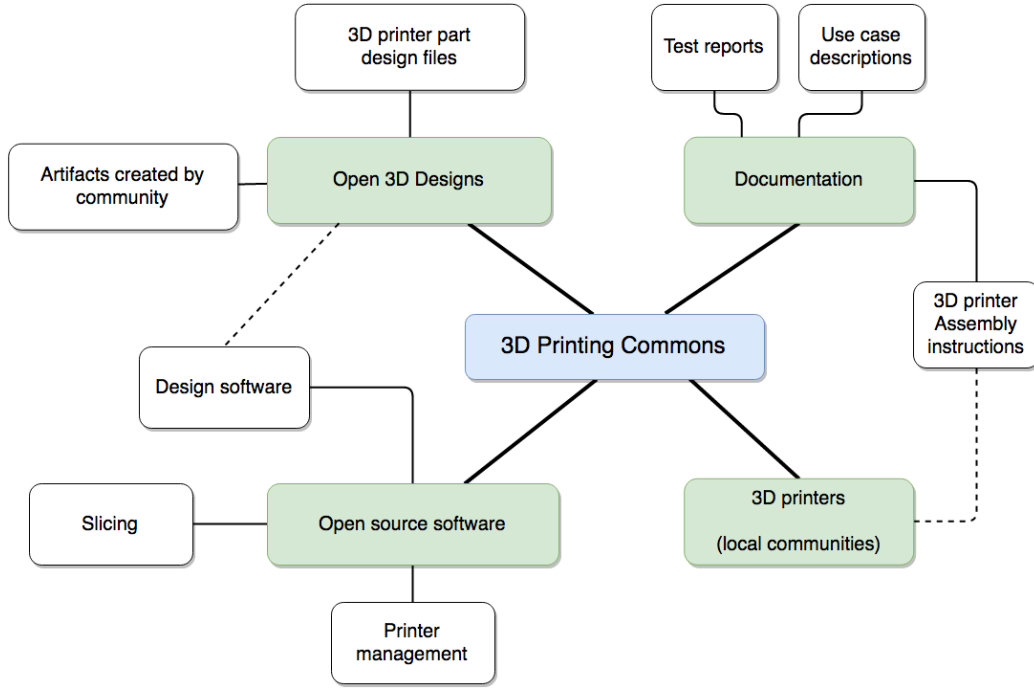 3D printer part
design files
Test reports
Use case
descriptions
Artifacts created by
community
Open 3D Designs
Documentation
3D Printing Commons
3D printer
Assembly
instructions
Design software
Slicing
Open source software
3D printers
(local communities)
Printer
management